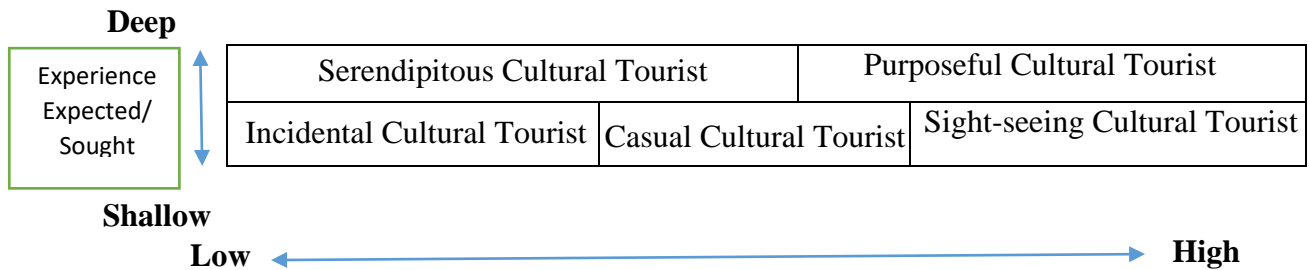 Deep
Experience
Expected/
Sought
Serendipitous Cultural Tourist
Purposeful Cultural Tourist
Incidental Cultural Tourist
Casual Cultural Tourist
Sight-seeing Cultural Tourist
Shallow
Low
High